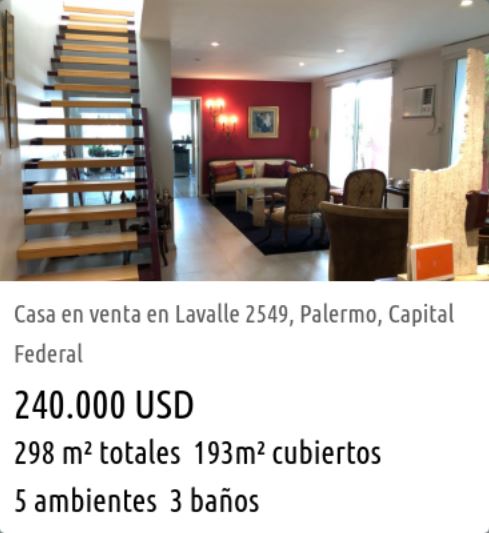 Casa en venta en Lavalle 2549, Palermo, Capital
Federal
240.000 USD
298 m² totales 193m² cubiertos
5 ambientes 3 baños